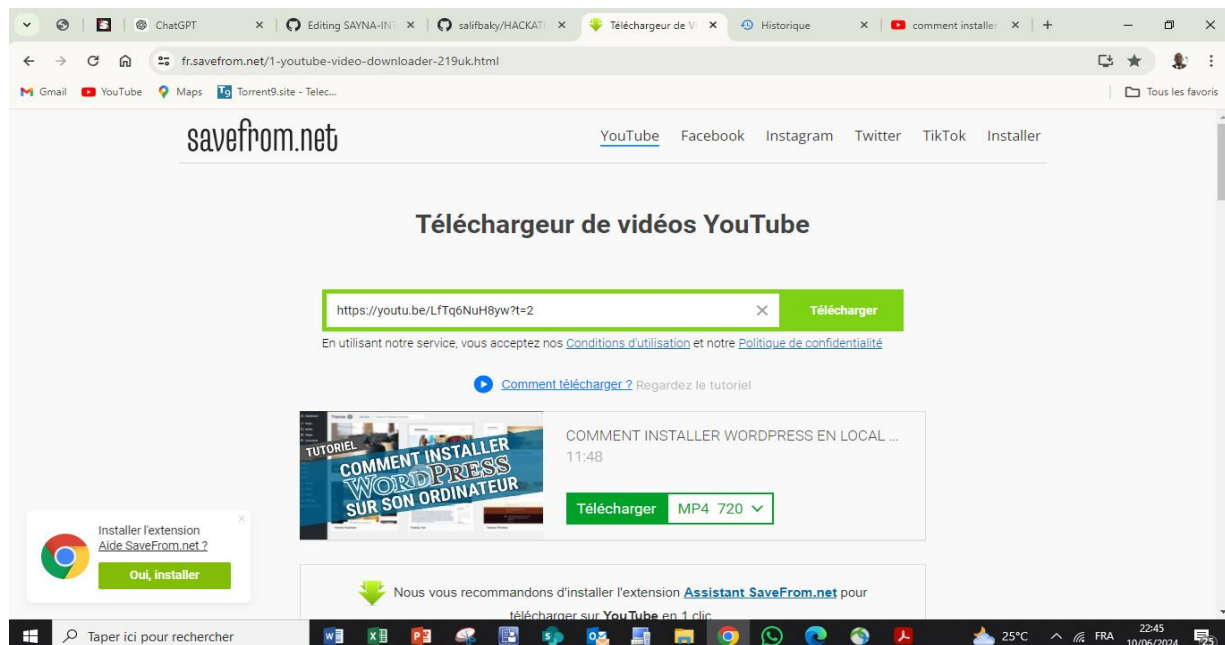 ChatGPT
Editing SAYNA-IN
salifbaky/HACKAT
Téléchargeur de Vi
Historique
comment installer
fr.savefrom.net/1-youtube-video-downloader-219uk.html
Gmail
YouTube
Maps
Torrent9.site - Telec...
Tous les favoris
savefrom.net
YouTube
Facebook
Instagram
Twitter
TikTok
Installer
Téléchargeur de vidéos YouTube
https://youtu.be/LfTq6NuH8yw?t=2
Télécharger
En utilisant notre service, vous acceptez nos Conditions d'utilisation et notre Politique de confidentialité
Comment télécharger ? Regardez le tutoriel
TUTORIEL
COMMENT INSTALLER
WORDPRESS
SUR SON ORDINATEUR
COMMENT INSTALLER WORDPRESS EN LOCAL ...
11:48
Télécharger MP4 720
Installer l'extension
Aide SaveFrom.net ?
Oui, installer
Nous vous recommandons d'installer l'extension Assistant SaveFrom.net pour
télécharger sur YouTube en 1 clic
Taper ici pour rechercher
25°C
FRA
22:45
10/06/2024
25